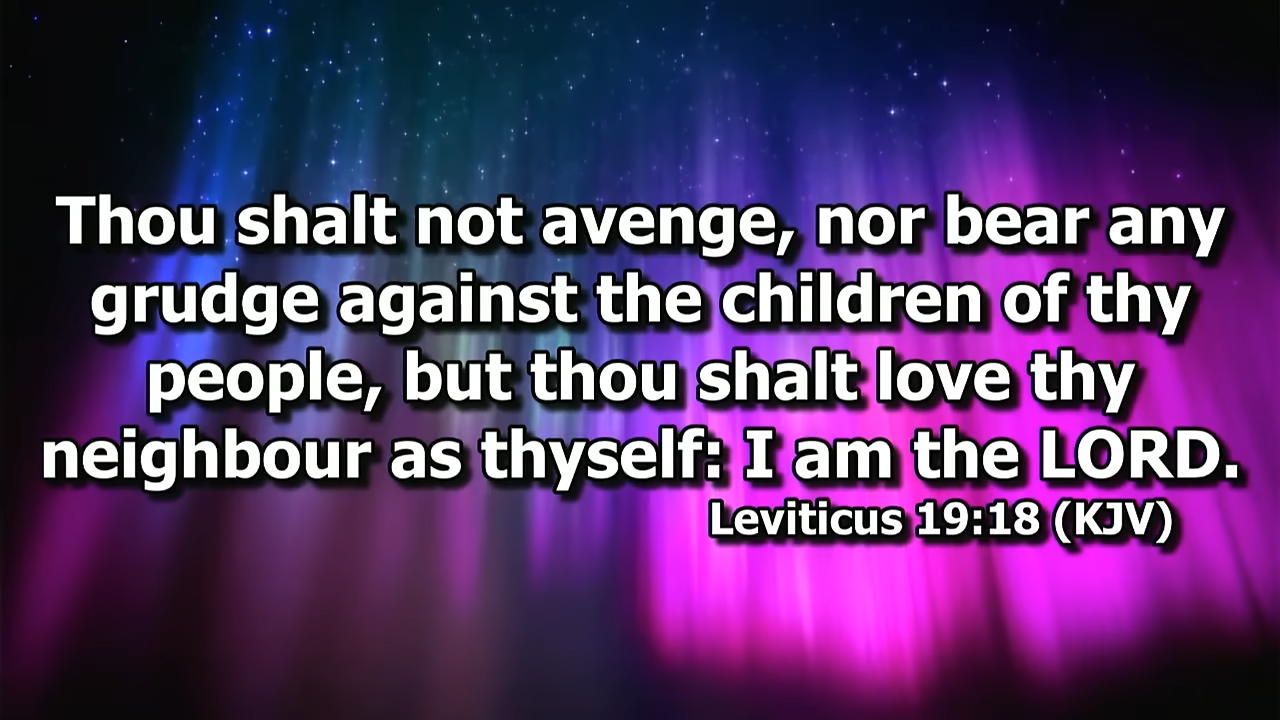 Thou shalt not avenge, nor bear any
grudge against the children of thy
people, but thou shalt love thy
neighbour as thyself: I am the LORD.
Leviticus 19:18 (KJV)